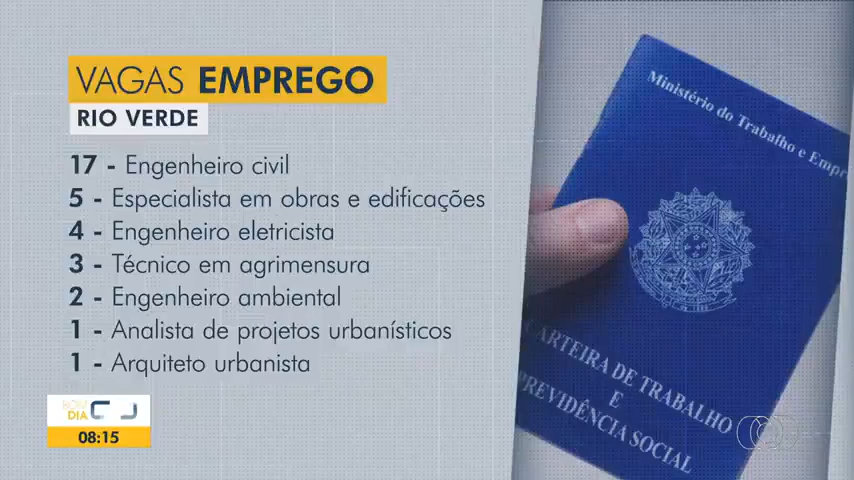 VAGAS EMPREGO
RIO VERDE
17 - Engenheiro civil
5 - Especialista em obras e edificações
4 - Engenheiro eletricista
3 - Técnico em agrimensura
2 - Engenheiro ambiental
1 - Analista de projetos urbanísticos
1 - Arquiteto urbanista
Ministério do Trabalho e Empr
CARTEIRA DE TRABALHO
E
PREVIDÊNCIA SOCIAL
BOM
DIA
08:15